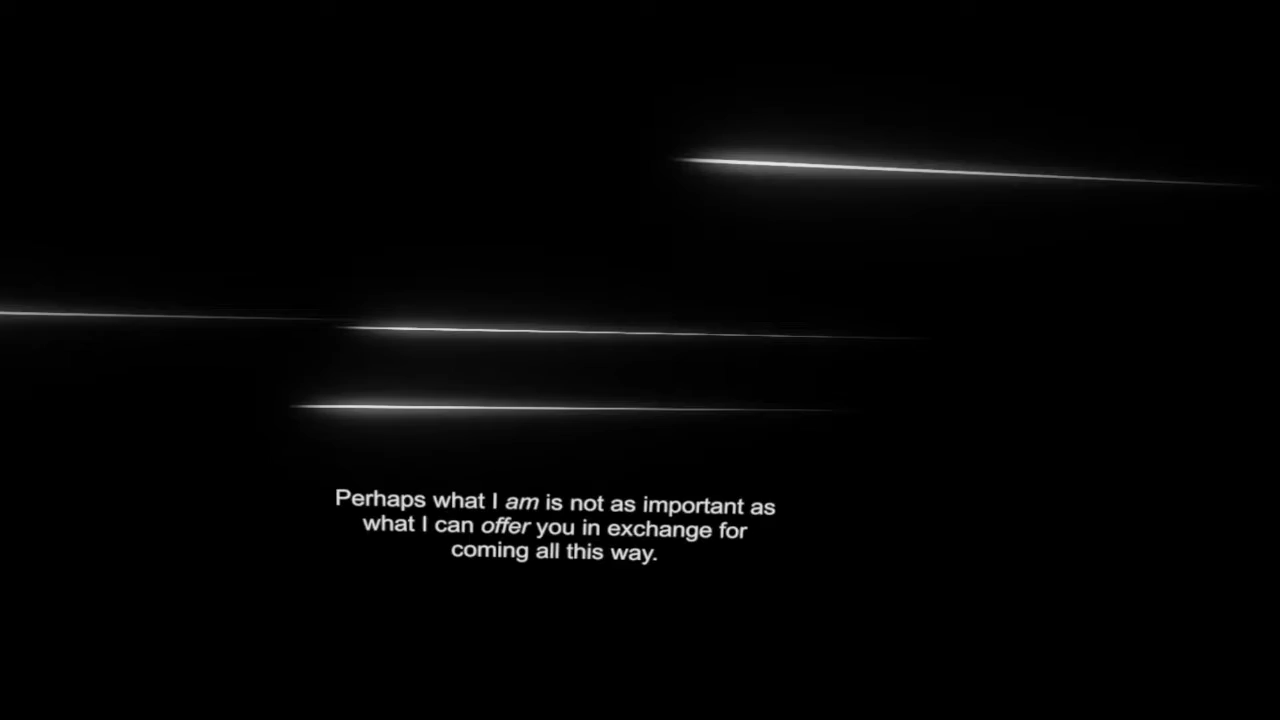 Perhaps what I am is not as important as
what I can offer you in exchange for
coming all this way.